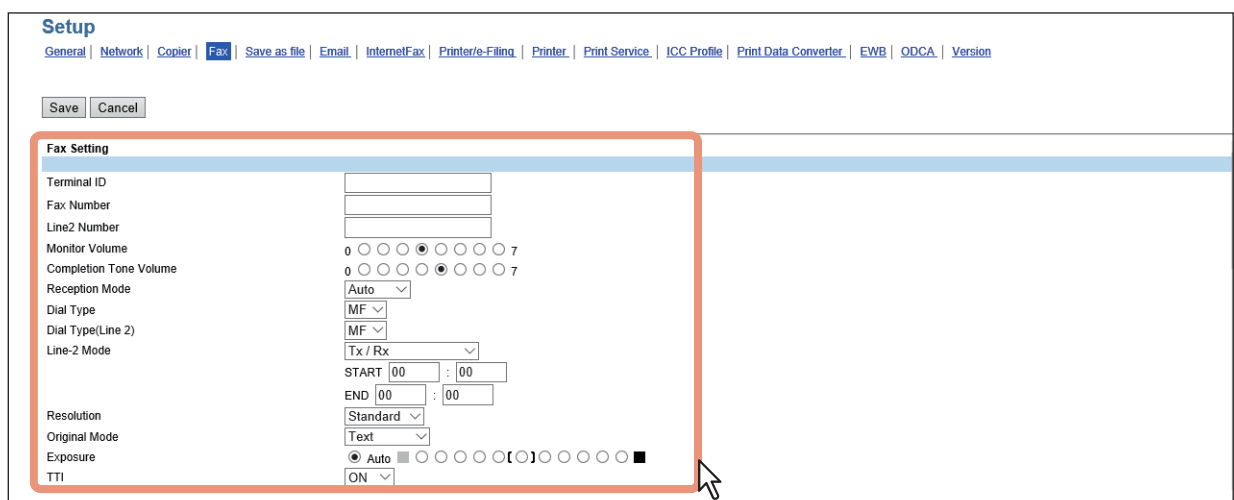 Setup
General | Network | Copier | Fax | Save as file | Email | InternetFax | Printer/e-Filing | Printer | Print Service | ICC Profile | Print Data Converter | EWB | ODCA | Version
Save Cancel
Fax Setting
Terminal ID
Fax Number
Line2 Number
Monitor Volume 0 7
Completion Tone Volume 0 7
Reception Mode Auto
Dial Type MF
Dial Type(Line 2) MF
Line-2 Mode Tx / Rx
START 00 : 00
END 00 : 00
Resolution Standard
Original Mode Text
Exposure Auto
TTI ON